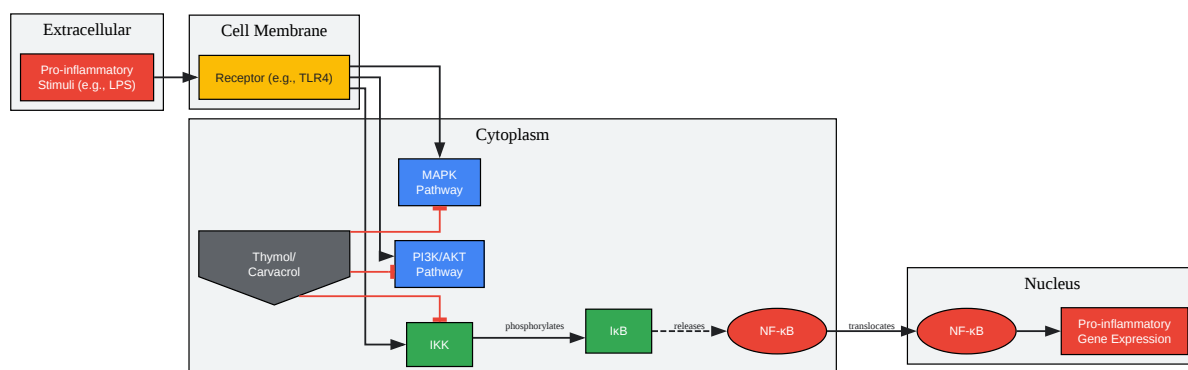 Extracellular
Pro-inflammatory
Stimuli (e.g., LPS)
Cell Membrane
Receptor (e.g., TLR4)
Cytoplasm
MAPK
Pathway
Thymol/
Carvacrol
PI3K/AKT
Pathway
IKK
phosphorylates
IκB
releases
NF-κB
translocates
Nucleus
NF-κB
Pro-inflammatory
Gene Expression